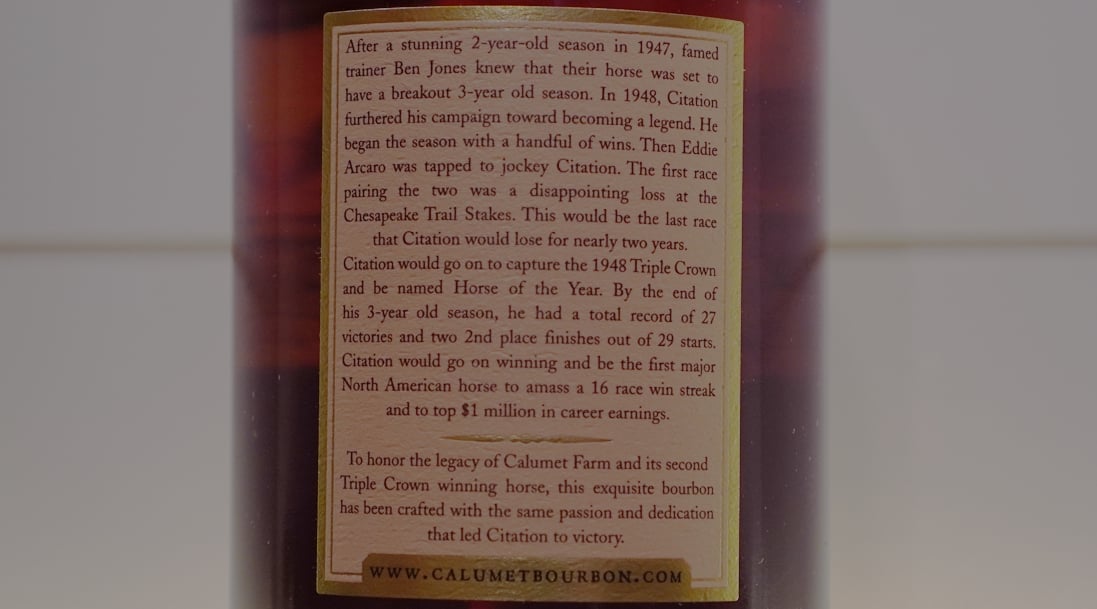 After a stunning 2-year-old season in 1947, famed
trainer Ben Jones knew that their horse was set to
have a breakout 3-year old season. In 1948, Citation
furthered his campaign toward becoming a legend. He
began the season with a handful of wins. Then Eddie
Arcaro was tapped to jockey Citation. The first race
pairing the two was a disappointing loss at the
Chesapeake Trail Stakes. This would be the last race
that Citation would lose for nearly two years.
Citation would go on to capture the 1948 Triple Crown
and be named Horse of the Year. By the end of
his 3-year old season, he had a total record of 27
victories and two 2nd place finishes out of 29 starts.
Citation would go on winning and be the first major
North American horse to amass a 16 race win streak
and to top $1 million in career earnings.
To honor the legacy of Calumet Farm and its second
Triple Crown winning horse, this exquisite bourbon
has been crafted with the same passion and dedication
that led Citation to victory.
WWW.CALUMETBOURBON.COM